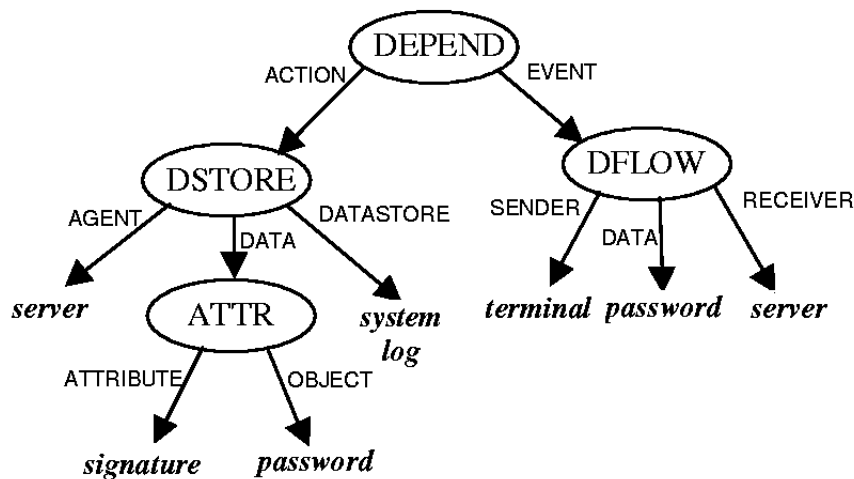 DEPEND
ACTION
EVENT
DSTORE
DFLOW
AGENT
DATA
DATASTORE
SENDER
DATA
RECEIVER
server
ATTR
system
log
terminal
password
server
ATTRIBUTE
OBJECT
signature
password